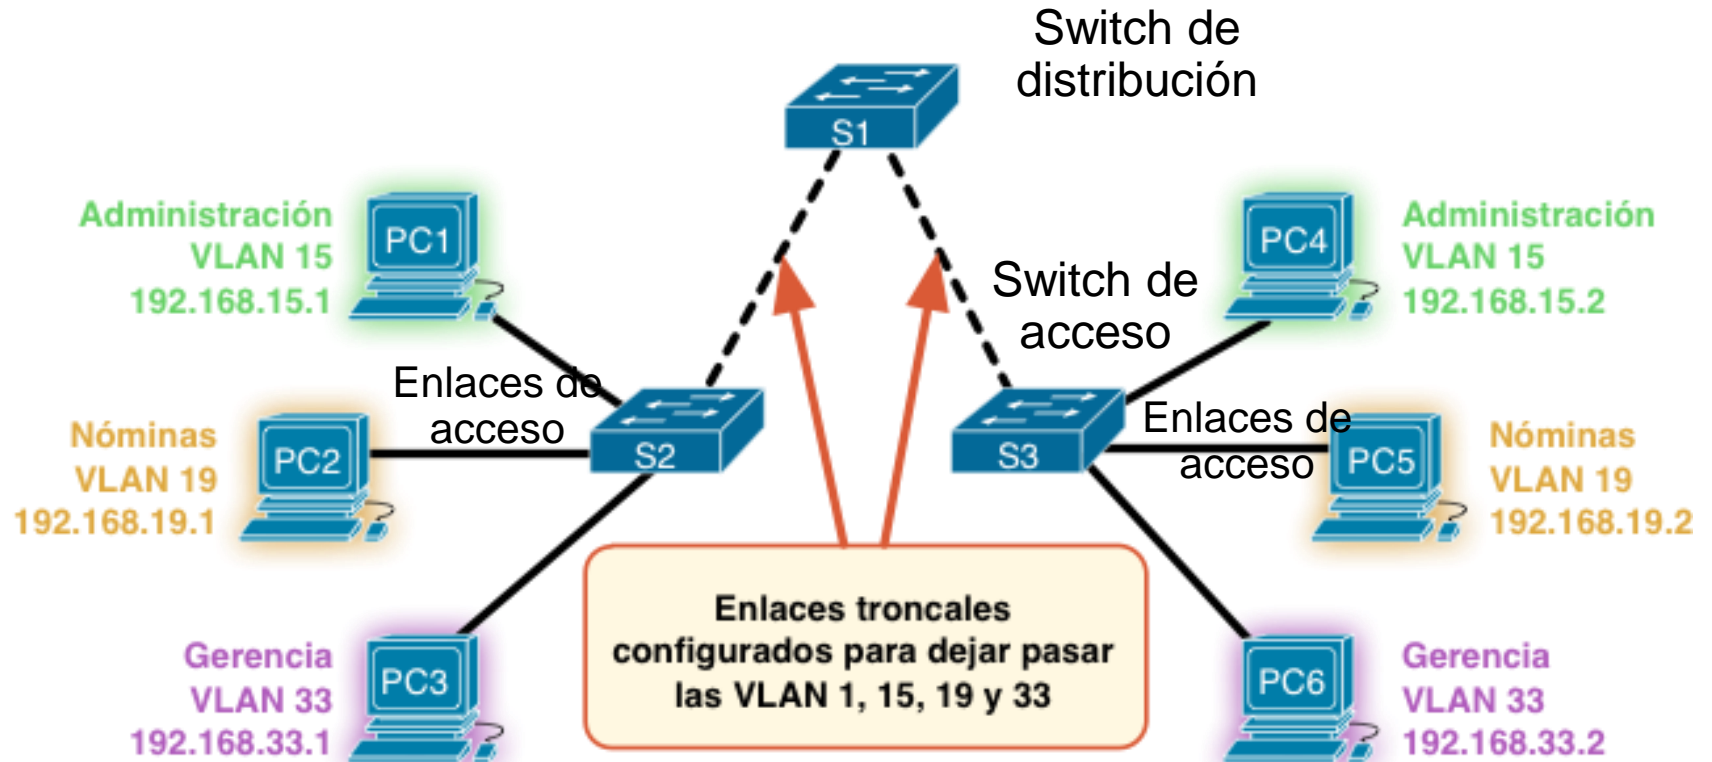 Switch de
distribución
S1
Administración
VLAN 15
192.168.15.1
PC1
PC4
Administración
VLAN 15
192.168.15.2
Switch de
acceso
Enlaces de
acceso
Nóminas
VLAN 19
192.168.19.1
PC2
S2
S3
Enlaces de
acceso
PC5
Nóminas
VLAN 19
192.168.19.2
Enlaces troncales
configurados para dejar pasar
las VLAN 1, 15, 19 y 33
Gerencia
VLAN 33
192.168.33.1
PC3
PC6
Gerencia
VLAN 33
192.168.33.2